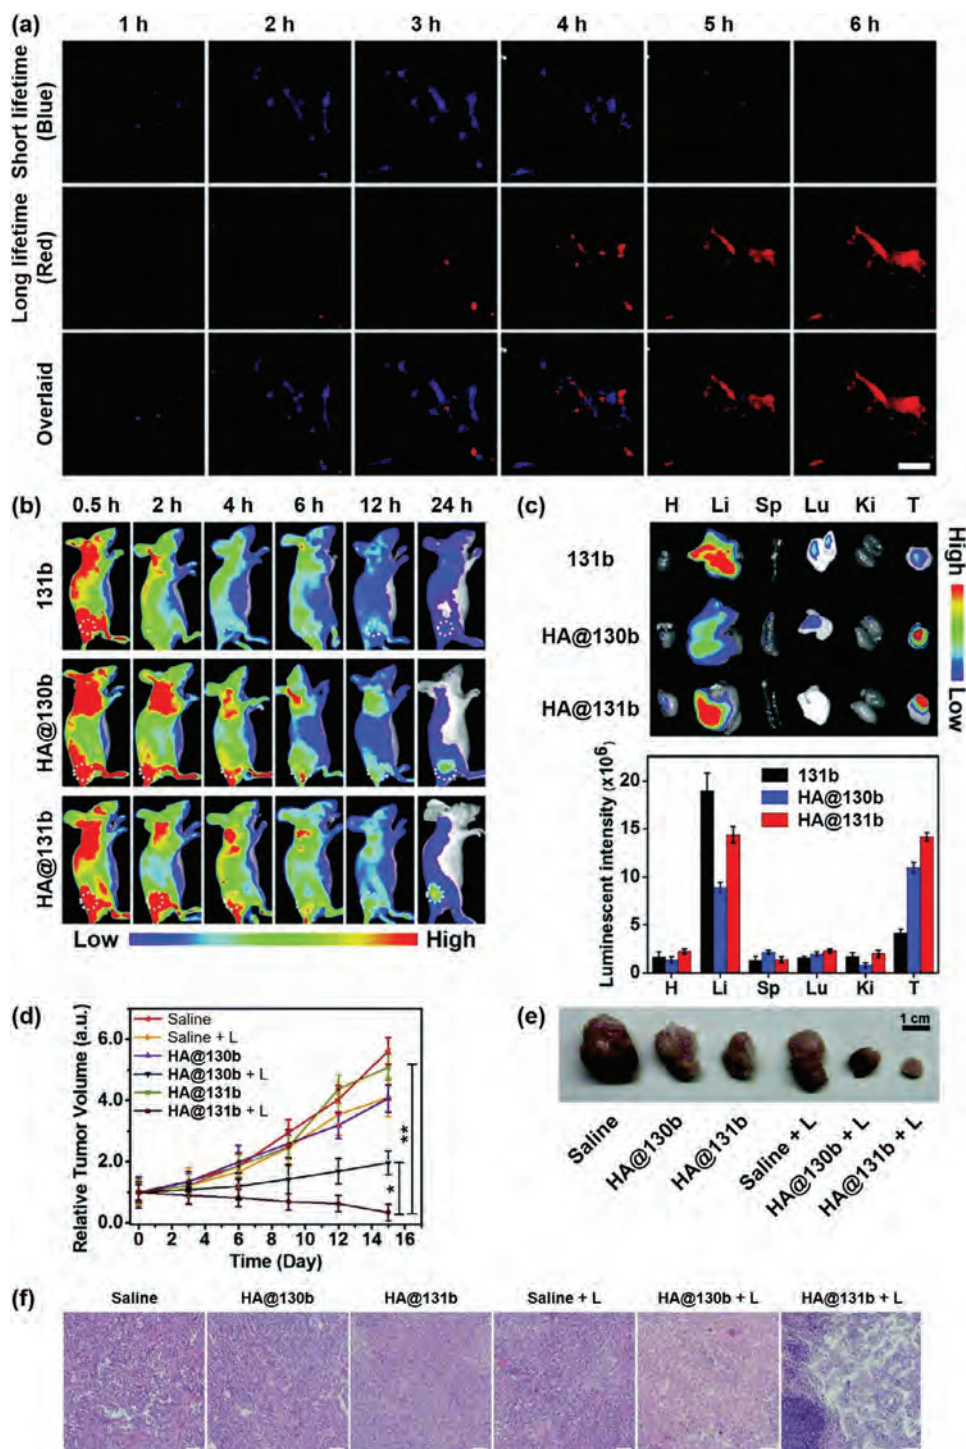 (a)
1 h 2 h 3 h 4 h 5 h 6 h
Short lifetime
(Blue)
Long lifetime
(Red)
Overlaid
(b) 0.5 h 2 h 4 h 6 h 12 h 24 h
131b
HA@130b
HA@131b
Low High
(c) H Li Sp Lu Ki T
131b
HA@130b
HA@131b
High
Low
Luminescent intensity (x10⁶)
20
15
10
5
0
131b
HA@130b
HA@131b
H Li Sp Lu Ki T
(d)
Relative Tumor Volume (a.u.)
6.0
4.0
2.0
0.0
Saline
Saline + L
HA@130b
HA@130b + L
HA@131b
HA@131b + L
**
*
0 2 4 6 8 10 12 14 16
Time (Day)
(e)
1 cm
Saline
HA@130b
HA@131b
Saline + L
HA@130b + L
HA@131b + L
(f)
Saline HA@130b HA@131b Saline + L HA@130b + L HA@131b + L